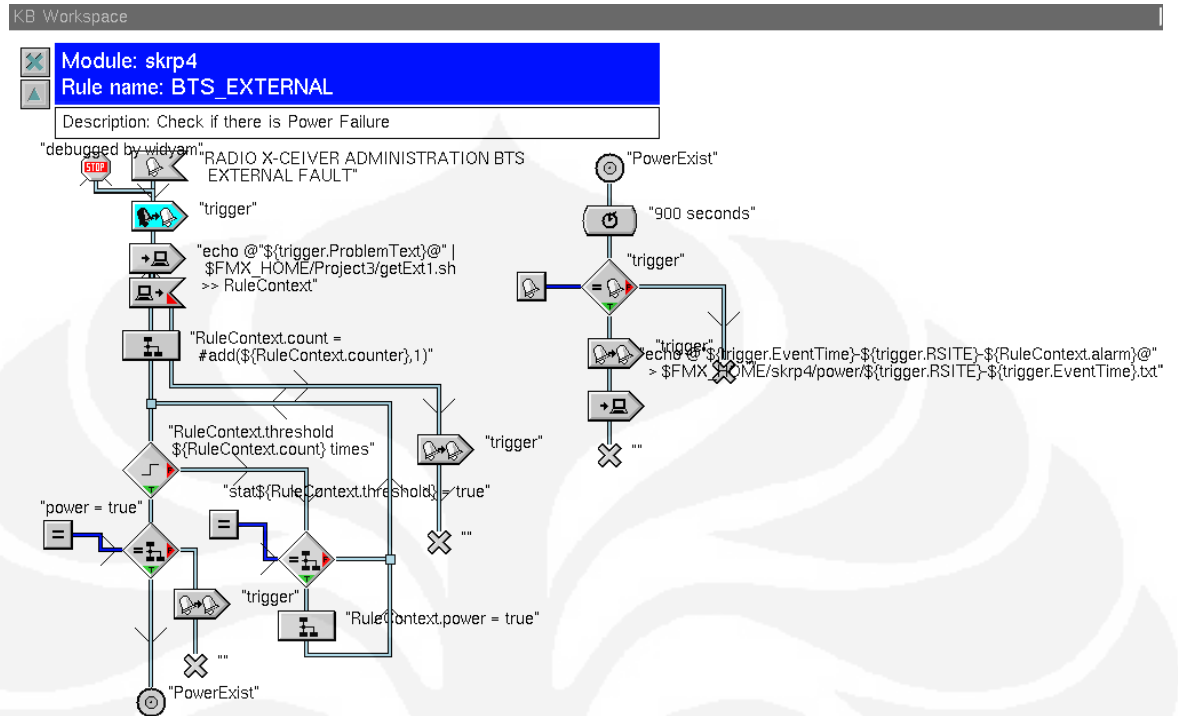 KB Workspace
Module: skrp4
Rule name: BTS_EXTERNAL
Description: Check if there is Power Failure
"debugged by widyam"
STOP
"RADIO X-CEIVER ADMINISTRATION BTS
EXTERNAL FAULT"
"trigger"
"echo @"${trigger.ProblemText}@" |
$FMX_HOME/Project3/getExt1.sh
>> RuleContext"
"RuleContext.count =
#add(${RuleContext.counter},1)"
"RuleContext.threshold
${RuleContext.count} times"
"trigger"
""
"stat${RuleContext.threshold} = true"
"power = true"
=
=
=
=
T
T
"trigger"
""
"RuleContext.power = true"
"PowerExist"
"PowerExist"
"900 seconds"
"trigger"
=
T
"trigger"
"echo @"${trigger.EventTime}-${trigger.RSITE}-${RuleContext.alarm}@"
> $FMX_HOME/skrp4/power/${trigger.RSITE}-${trigger.EventTime}.txt"
""